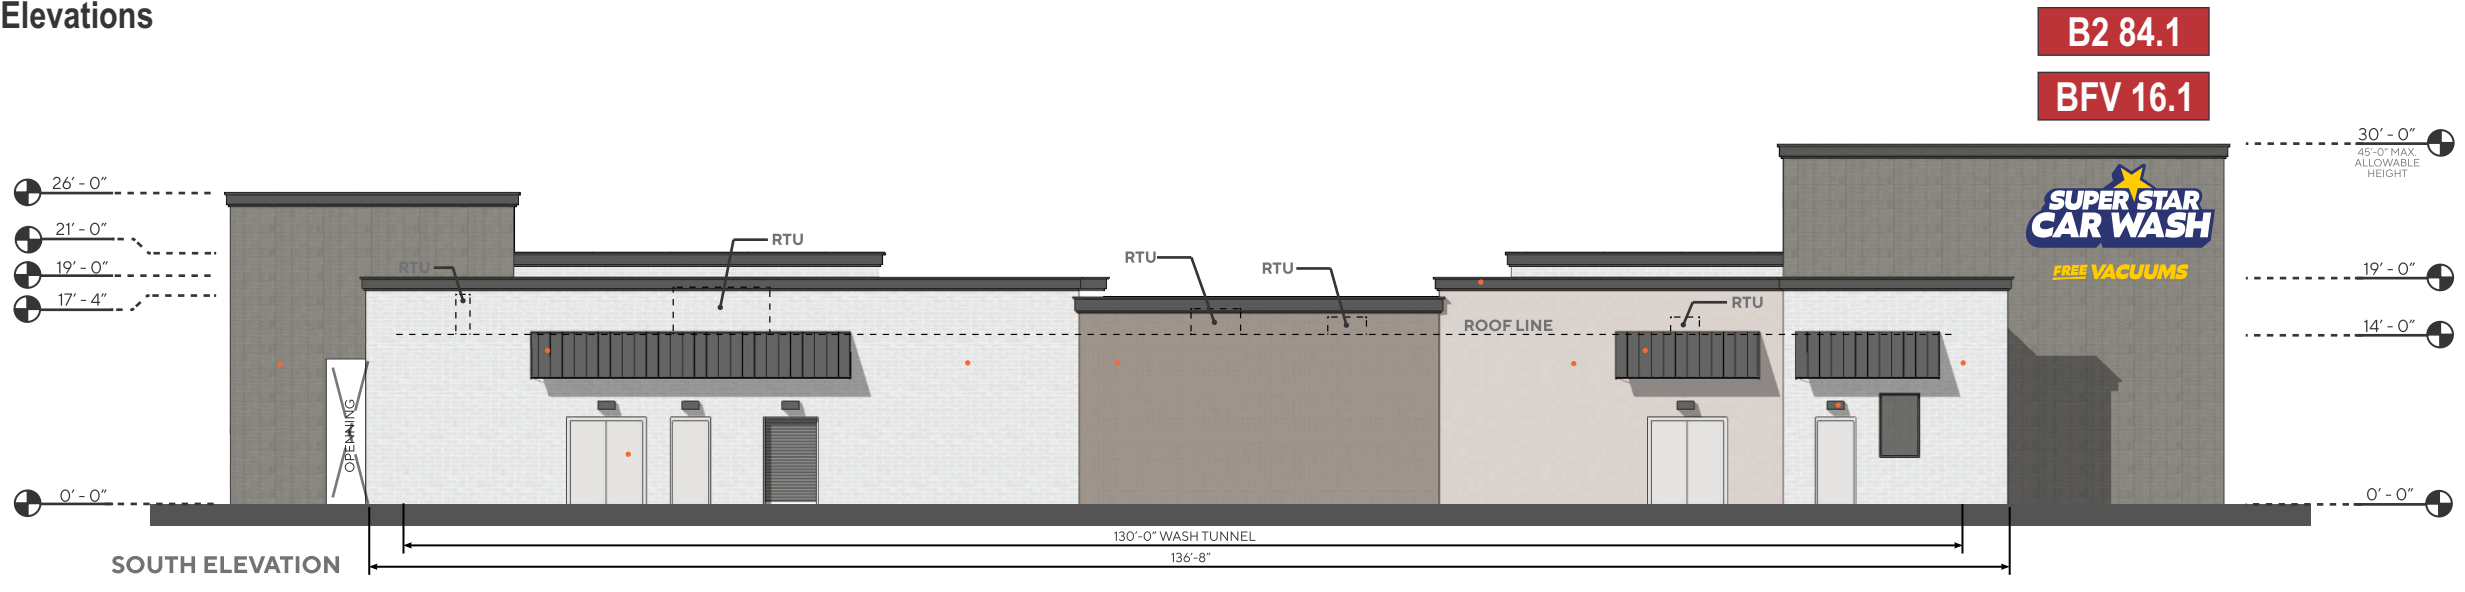 Elevations
B2 84.1
BFV 16.1
30' - 0"
45'-0" MAX.
ALLOWABLE
HEIGHT
26' - 0"
21' - 0"
19' - 0"
17' - 4"
0' - 0"
RTU
RTU
RTU
RTU
RTU
ROOF LINE
SUPER STAR
CAR WASH
FREE VACUUMS
19' - 0"
14' - 0"
0' - 0"
OPENNING
130'-0" WASH TUNNEL
136'-8"
SOUTH ELEVATION